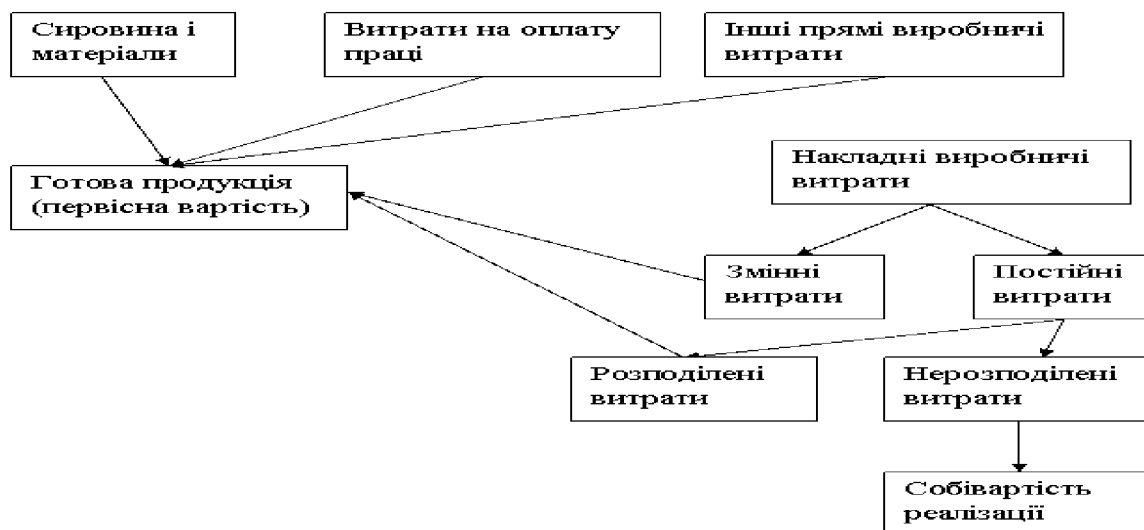 Сировина і
матеріали
Витрати на оплату
праці
Інші прямі виробничі
витрати
Накладні виробничі
витрати
Готова продукція
(первісна вартість)
Змінні
витрати
Постійні
витрати
Розподілені
витрати
Нерозподілені
витрати
Собівартість
реалізації